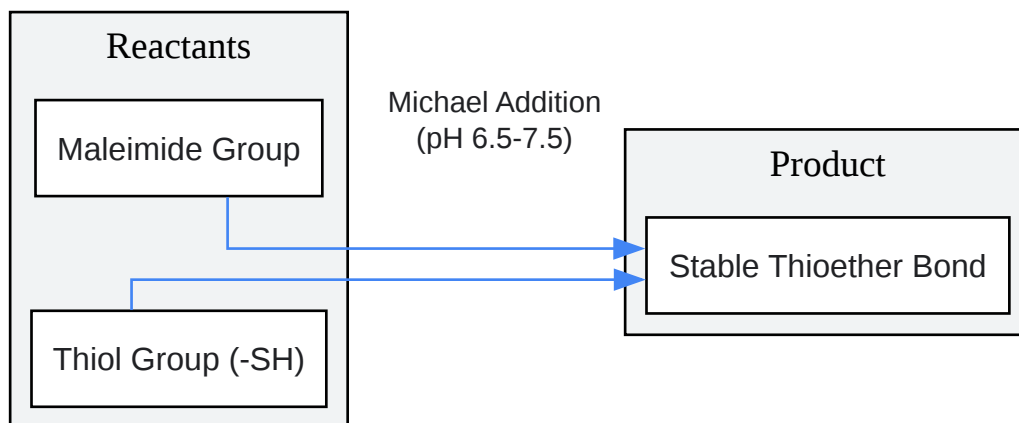 Reactants
Maleimide Group
Thiol Group (-SH)
Michael Addition
(pH 6.5-7.5)
Product
Stable Thioether Bond